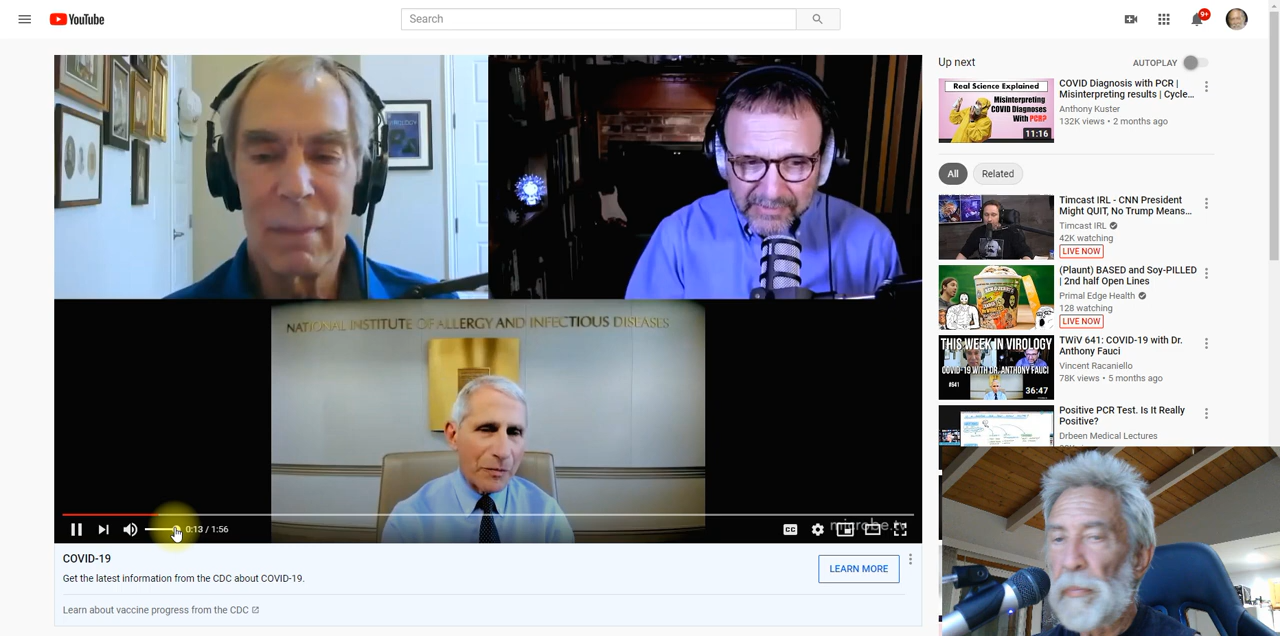 YouTube
Search
9+
VIROLOGY
NATIONAL INSTITUTE OF ALLERGY AND INFECTIOUS DISEASES
0:13 / 1:56
CC
microbe.tv
COVID-19
Get the latest information from the CDC about COVID-19.
LEARN MORE
Learn about vaccine progress from the CDC
Up next
AUTOPLAY
Real Science Explained
Misinterpreting
COVID Diagnoses
With PCR?
11:16
COVID Diagnosis with PCR |
Misinterpreting results | Cycle...
Anthony Kuster
132K views • 2 months ago
All
Related
Timcast IRL - CNN President
Might QUIT, No Trump Means...
Timcast IRL
42K watching
LIVE NOW
(Plaunt) BASED and Soy-PILLED
| 2nd half Open Lines
Primal Edge Health
128 watching
LIVE NOW
THIS WEEK IN VIROLOGY
COVID-19 WITH DR. ANTHONY FAUCI
#641
36:47
TWiV 641: COVID-19 with Dr.
Anthony Fauci
Vincent Racaniello
78K views • 5 months ago
Positive PCR Test. Is It Really
Positive?
Drbeen Medical Lectures